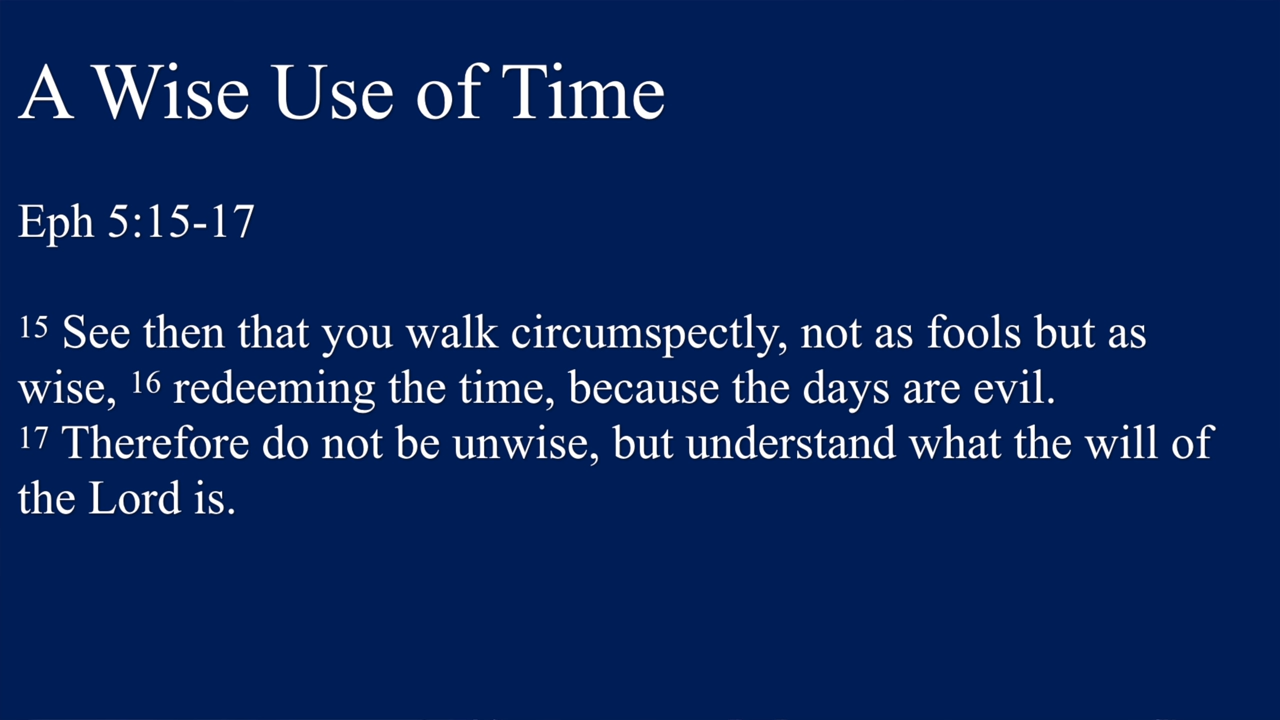 A Wise Use of Time
Eph 5:15-17
15 See then that you walk circumspectly, not as fools but as
wise, 16 redeeming the time, because the days are evil.
17 Therefore do not be unwise, but understand what the will of
the Lord is.